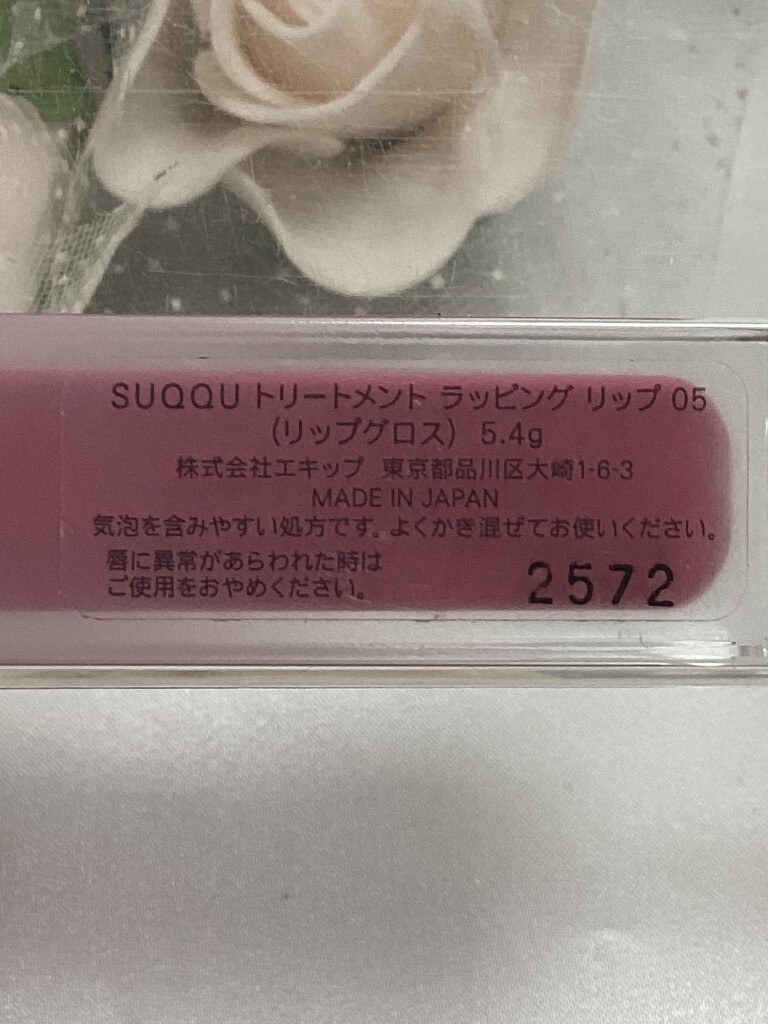 SUQQU トリートメント ラッピング リップ 05
(リップグロス) 5.4g
株式会社エキップ 東京都品川区大崎1-6-3
MADE IN JAPAN
気泡を含みやすい処方です。よくかき混ぜてお使いください。
唇に異常があらわれた時は
ご使用をおやめください。
2572